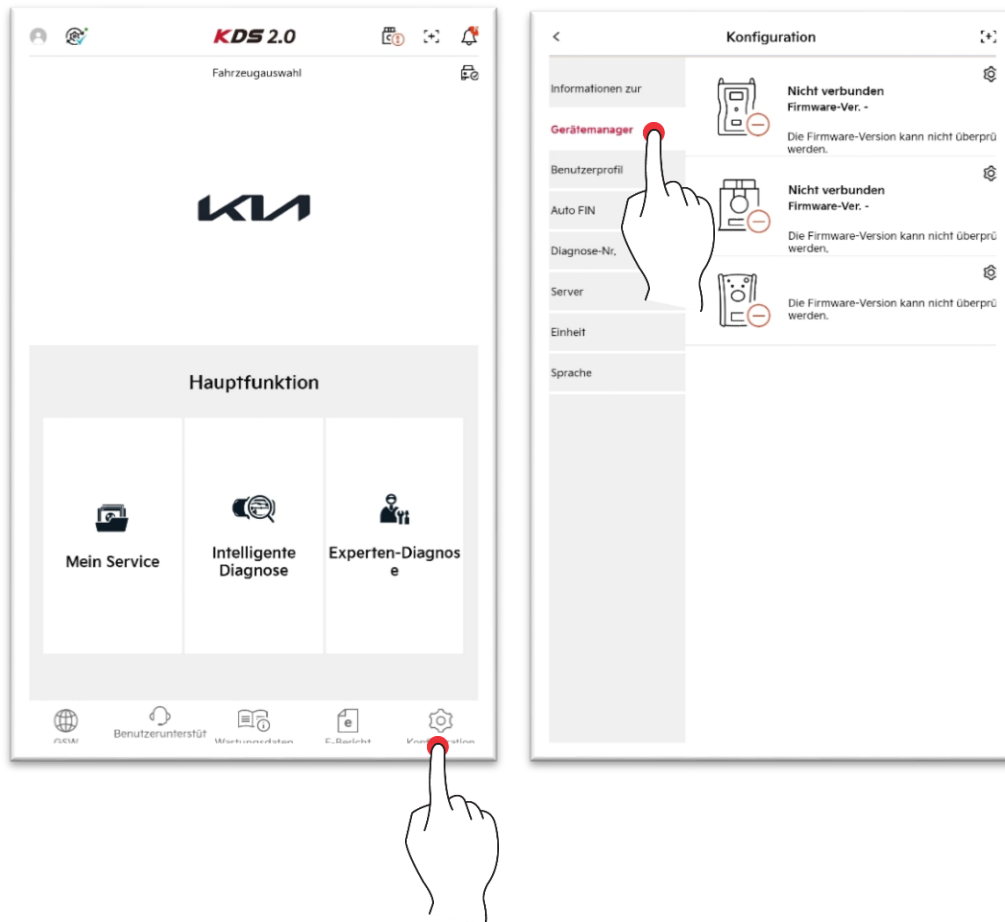 KDS 2.0
Fahrzeugauswahl
KIA
Hauptfunktion
Mein Service
Intelligente
Diagnose
Experten-Diagnos
e
GSW
Benutzerunterstüt
Wartungsdaten
E-Bericht
<
Konfiguration
Informationen zur
Gerätemanager
Benutzerprofil
Auto FIN
Diagnose-Nr.
Server
Einheit
Sprache
Nicht verbunden
Firmware-Ver. -
Die Firmware-Version kann nicht überprü
werden.
Nicht verbunden
Firmware-Ver. -
Die Firmware-Version kann nicht überprü
werden.
Die Firmware-Version kann nicht überprü
werden.